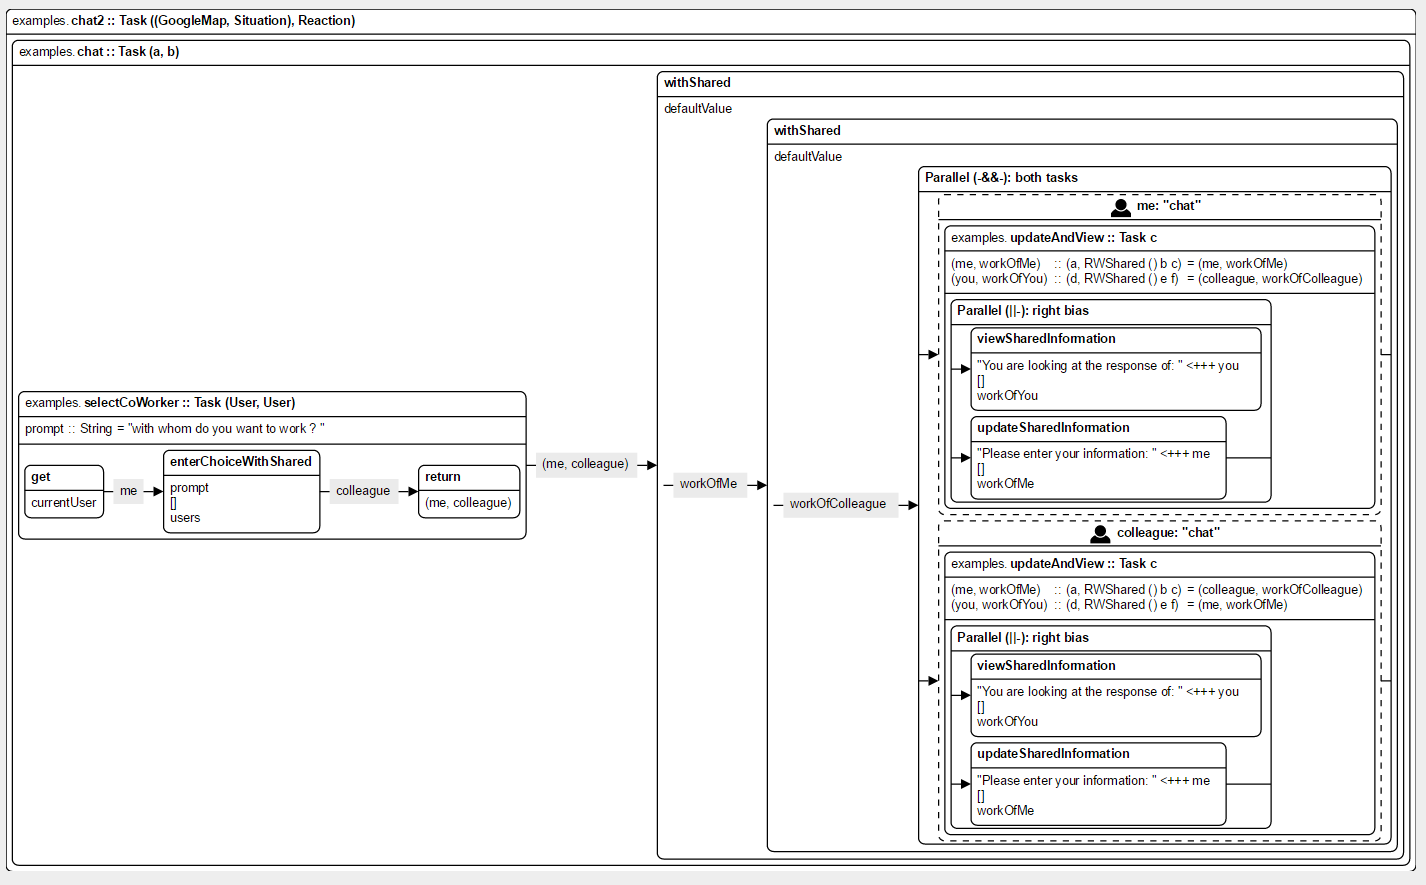 examples. chat2 :: Task ((GoogleMap, Situation), Reaction)
examples. chat :: Task (a, b)
examples. selectCoWorker :: Task (User, User)
prompt :: String = "with whom do you want to work ? "
get
currentUser
me
enterChoiceWithShared
prompt
[]
users
colleague
return
(me, colleague)
(me, colleague)
withShared
defaultValue
workOfMe
withShared
defaultValue
workOfColleague
Parallel (-&&-): both tasks
me: "chat"
examples. updateAndView :: Task c
(me, workOfMe) :: (a, RWShared () b c) = (me, workOfMe)
(you, workOfYou) :: (d, RWShared () e f) = (colleague, workOfColleague)
Parallel (||-): right bias
viewSharedInformation
"You are looking at the response of: " <+++ you
[]
workOfYou
updateSharedInformation
"Please enter your information: " <+++ me
[]
workOfMe
colleague: "chat"
examples. updateAndView :: Task c
(me, workOfMe) :: (a, RWShared () b c) = (colleague, workOfColleague)
(you, workOfYou) :: (d, RWShared () e f) = (me, workOfMe)
Parallel (||-): right bias
viewSharedInformation
"You are looking at the response of: " <+++ you
[]
workOfYou
updateSharedInformation
"Please enter your information: " <+++ me
[]
workOfMe